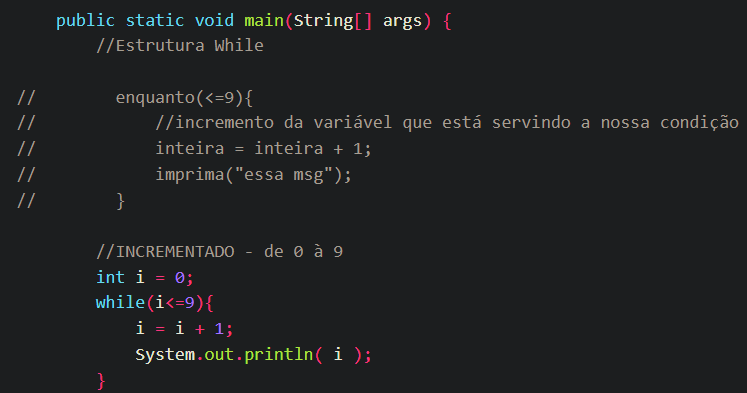 public static void main(String[] args) {
//Estrutura While
//        enquanto(<=9){
//            //incremento da variável que está servindo a nossa condição
//            inteira = inteira + 1;
//            imprima("essa msg");
//        }
//INCREMENTADO - de 0 à 9
int i = 0;
while(i<=9){
i = i + 1;
System.out.println( i );
}